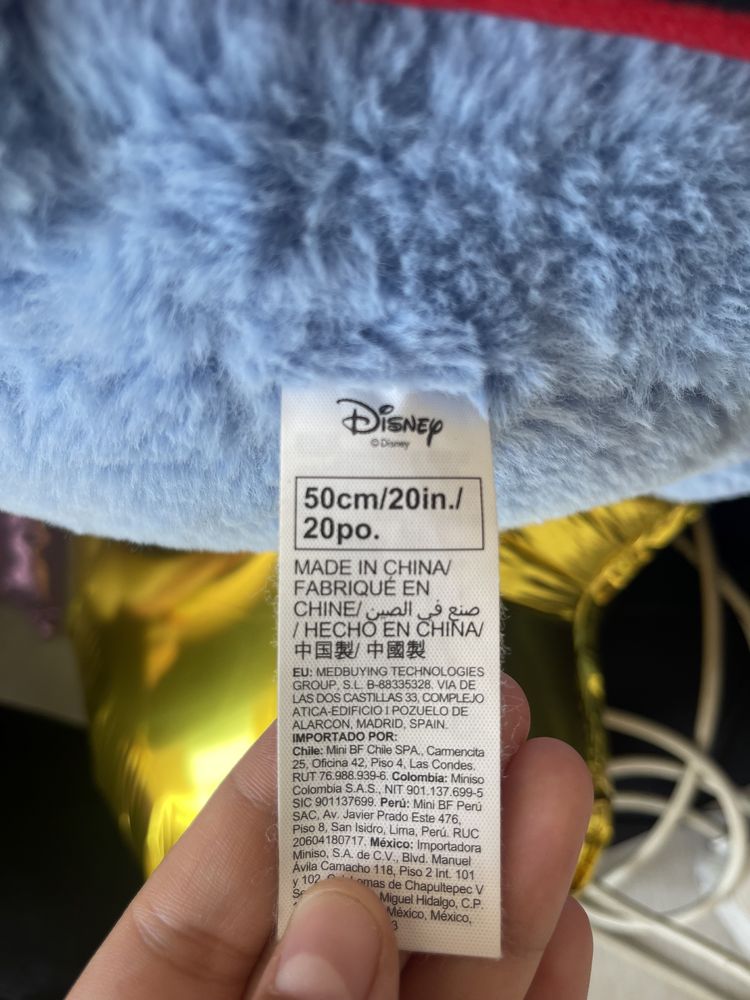 Disney
©Disney
50cm/20in./
20po.
MADE IN CHINA/
FABRIQUÉ EN
CHINE/ صنع في الصين
/ HECHO EN CHINA/
中国製/ 中國製
EU: MEDBUYING TECHNOLOGIES
GROUP, S.L. B-88335328. VIA DE
LAS DOS CASTILLAS 33, COMPLEJO
ATICA-EDIFICIO I POZUELO DE
ALARCON, MADRID, SPAIN.
IMPORTADO POR:
Chile: Mini BF Chile SPA., Carmencita
25, Oficina 42, Piso 4, Las Condes.
RUT 76.988.939-6. Colombia: Miniso
Colombia S.A.S., NIT 901.137.699-5
SIC 901137699. Perú: Mini BF Perú
SAC, Av. Javier Prado Este 476,
Piso 8, San Isidro, Lima, Perú. RUC
20604180717. México: Importadora
Miniso, S.A. de C.V., Blvd. Manuel
Ávila Camacho 118, Piso 2 Int. 101
y 102, de Chapultepec V
Miguel Hidalgo, C.P.
México, México,